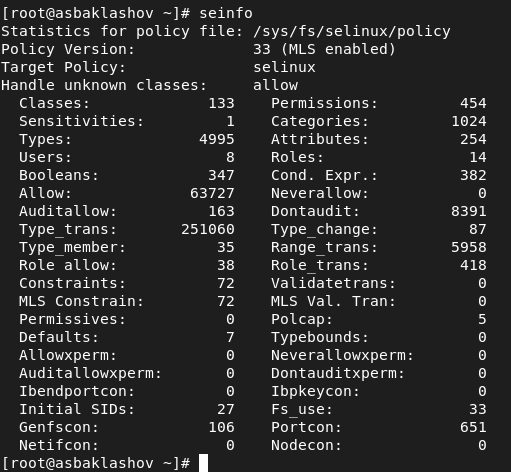 [root@asbaklashov ~]# seinfo
Statistics for policy file: /sys/fs/selinux/policy
Policy Version:             33 (MLS enabled)
Target Policy:              selinux
Handle unknown classes:     allow
  Classes:             133    Permissions:         454
  Sensitivities:         1    Categories:         1024
  Types:              4995    Attributes:          254
  Users:                 8    Roles:                14
  Booleans:            347    Cond. Expr.:         382
  Allow:             63727    Neverallow:            0
  Auditallow:          163    Dontaudit:          8391
  Type_trans:       251060    Type_change:          87
  Type_member:          35    Range_trans:        5958
  Role allow:           38    Role_trans:          418
  Constraints:          72    Validatetrans:         0
  MLS Constrain:        72    MLS Val. Tran:         0
  Permissives:           0    Polcap:                5
  Defaults:              7    Typebounds:            0
  Allowxperm:            0    Neverallowxperm:       0
  Auditallowxperm:       0    Dontauditxperm:        0
  Ibendportcon:          0    Ibpkeycon:             0
  Initial SIDs:         27    Fs_use:               33
  Genfscon:            106    Portcon:             651
  Netifcon:              0    Nodecon:               0
[root@asbaklashov ~]#